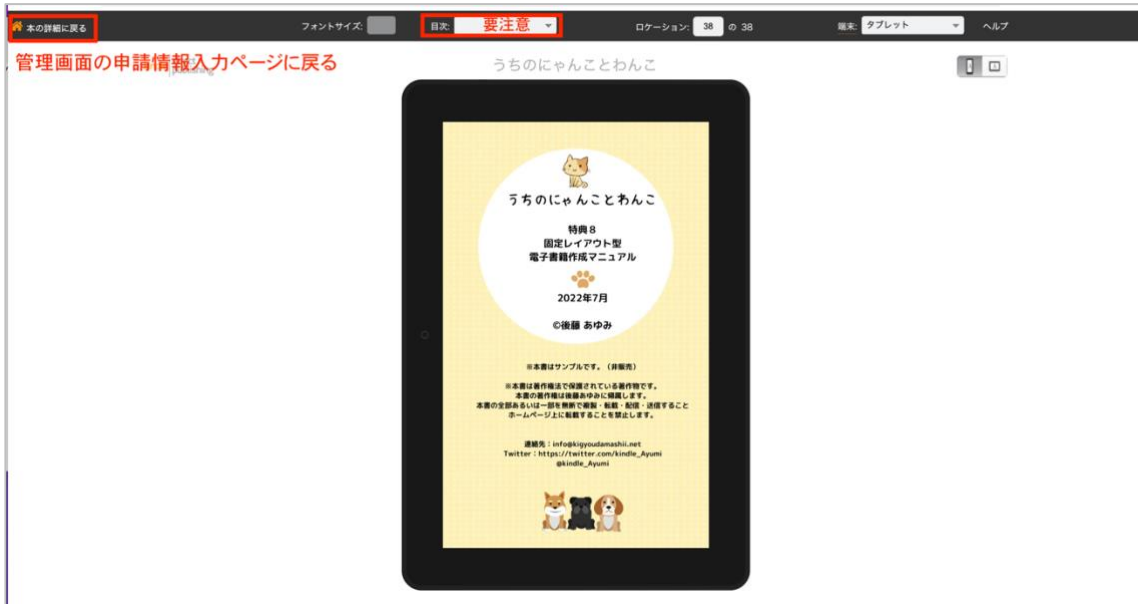 本の詳細に戻る
フォントサイズ:
目次: 要注意
ロケーション: 38 の 38
端末: タブレット
ヘルプ
管理画面の申請情報入力ページに戻る
うちのにゃんことわんこ
うちのにゃんことわんこ
特典8
固定レイアウト型
電子書籍作成マニュアル
2022年7月
©後藤 あゆみ
※本書はサンプルです。(非販売)
※本書は著作権法で保護されている著作物です。
本書の著作権は後藤あゆみに帰属します。
本書の全部あるいは一部を無断で複製・転載・配信・送信すること
ホームページ上に転載することを禁止します。
連絡先:info@kigyoudamashii.net
Twitter:https://twitter.com/kindle_Ayumi
@kindle_Ayumi